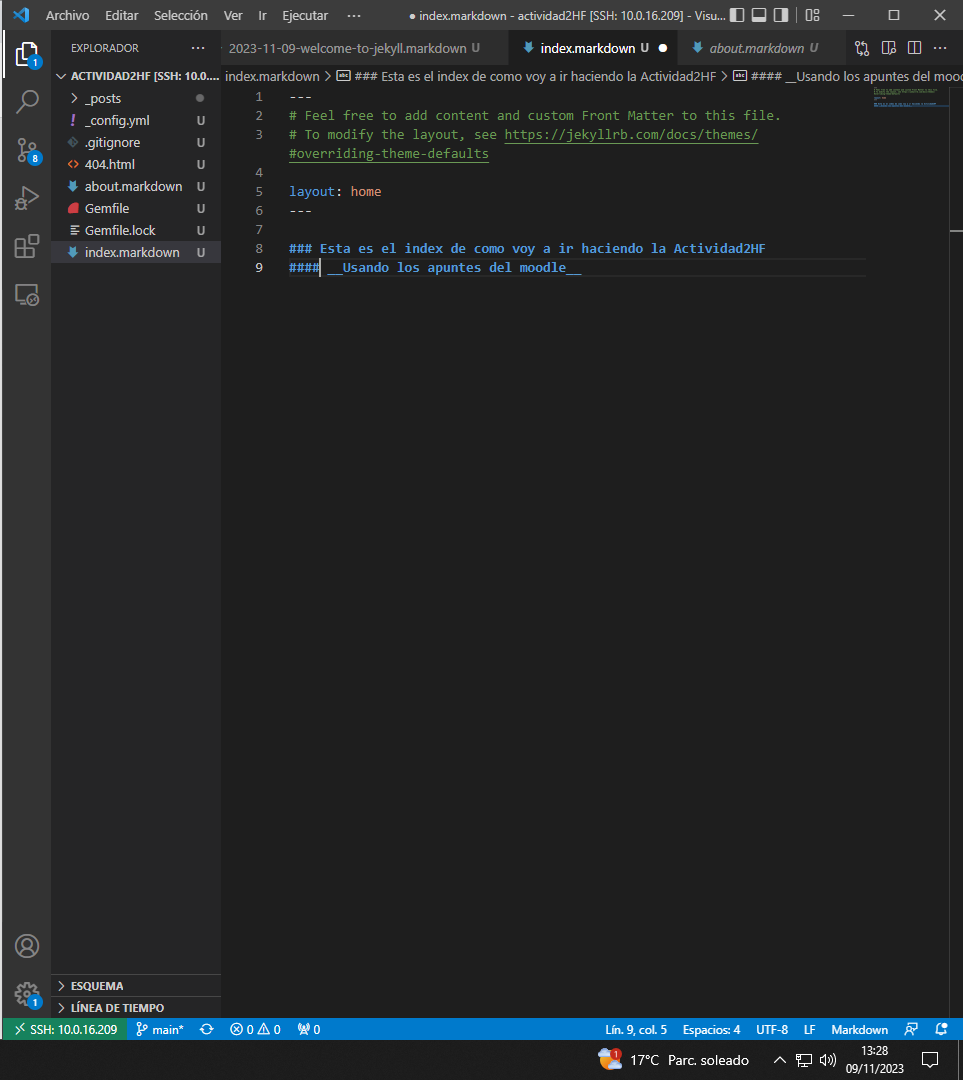 Archivo Editar Selección Ver Ir Ejecutar ··· ● index.markdown - actividad2HF [SSH: 10.0.16.209] - Visu...
EXPLORADOR ···
2023-11-09-welcome-to-jekyll.markdown U
index.markdown U ●
about.markdown U
ACTIVIDAD2HF [SSH: 10.0....
index.markdown > ### Esta es el index de como voy a ir haciendo la Actividad2HF > #### __Usando los apuntes del mood
_posts
_config.yml U
.gitignore U
404.html U
about.markdown U
Gemfile U
Gemfile.lock U
index.markdown U
1 ---
2 # Feel free to add content and custom Front Matter to this file.
3 # To modify the layout, see https://jekyllrb.com/docs/themes/
#overriding-theme-defaults
4
5 layout: home
6 ---
7
8 ### Esta es el index de como voy a ir haciendo la Actividad2HF
9 #### __Usando los apuntes del moodle__
1
8
1
ESQUEMA
LÍNEA DE TIEMPO
SSH: 10.0.16.209 main* 0 0 0 Lín. 9, col. 5 Espacios: 4 UTF-8 LF Markdown
1 17°C Parc. soleado
13:28
09/11/2023